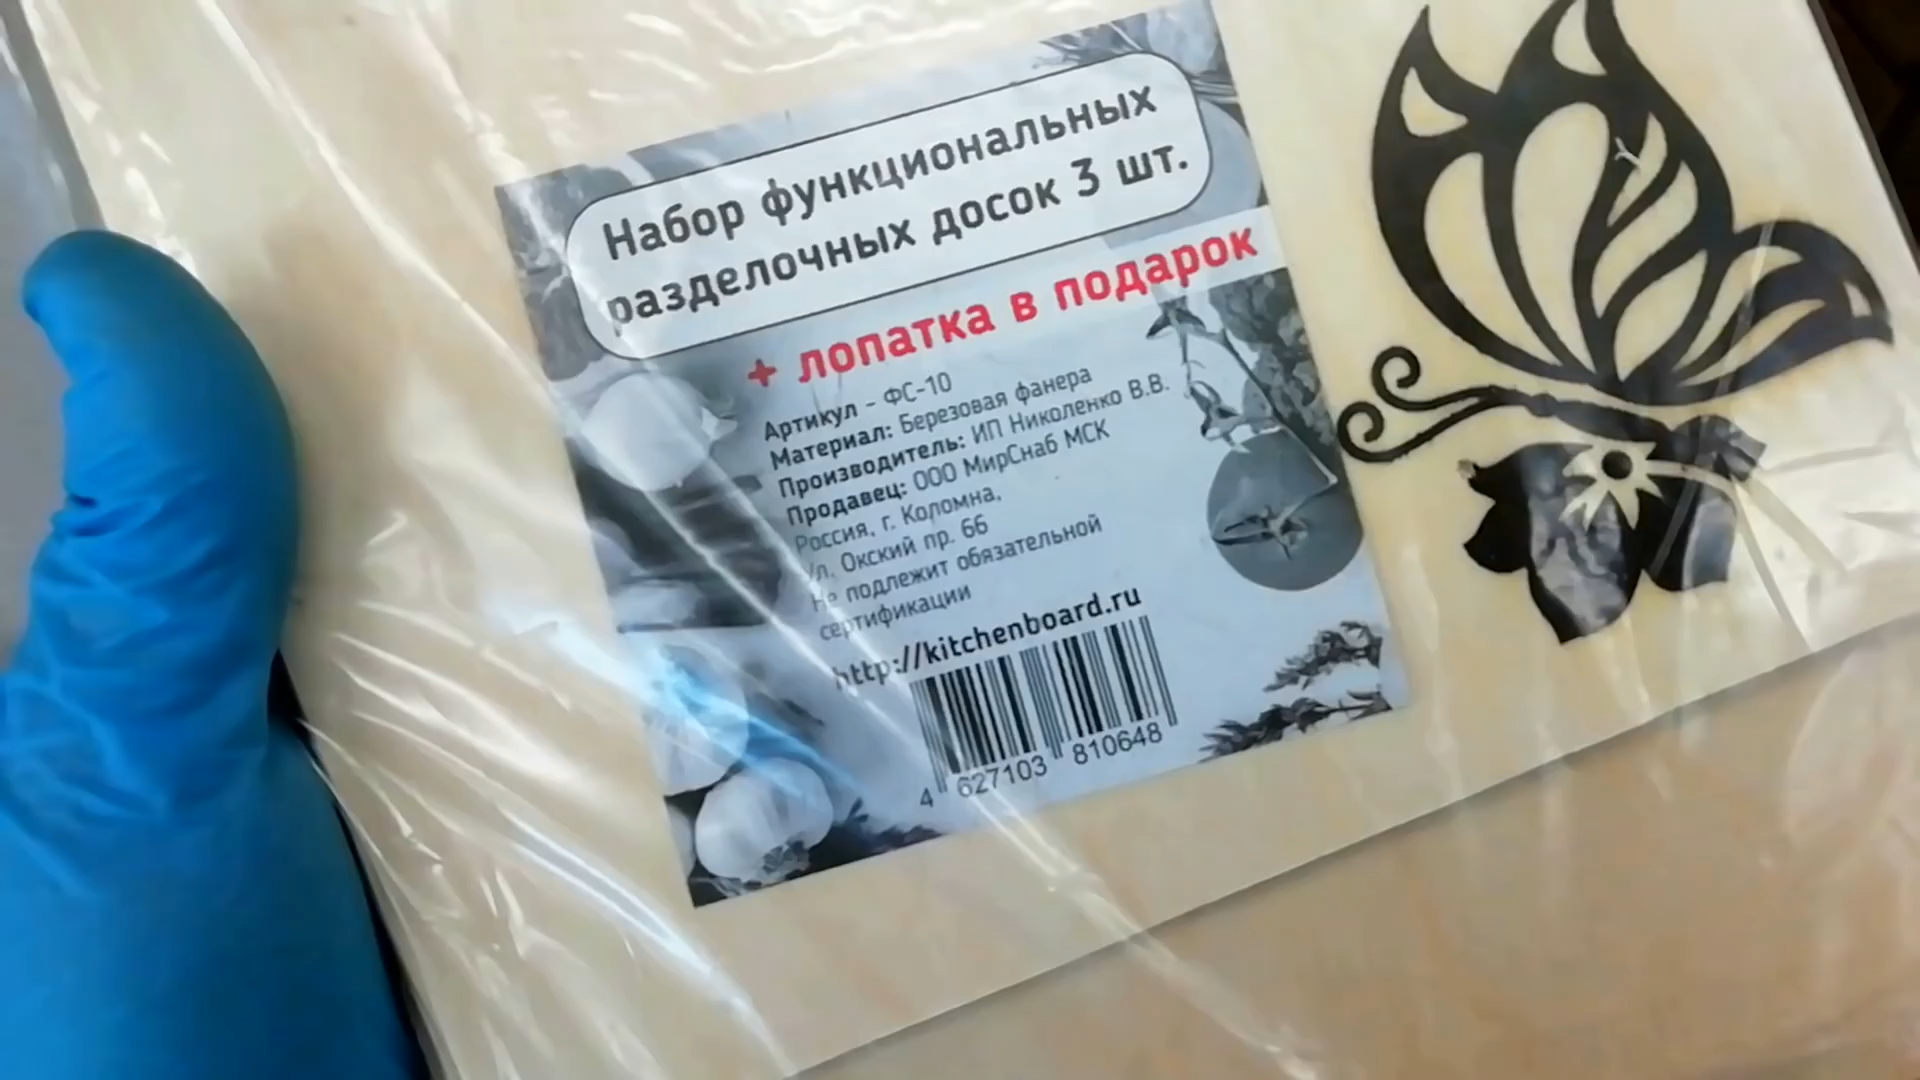 Набор функциональных
разделочных досок 3 шт.
+ лопатка в подарок
Артикул - ФС-10
Материал: Березовая фанера
Производитель: ИП Николенко В.В.
Продавец: ООО МирСнаб МСК
Россия, г. Коломна,
ул. Окский пр. 66
Не подлежит обязательной
сертификации
http://kitchenboard.ru
4 627103 810648